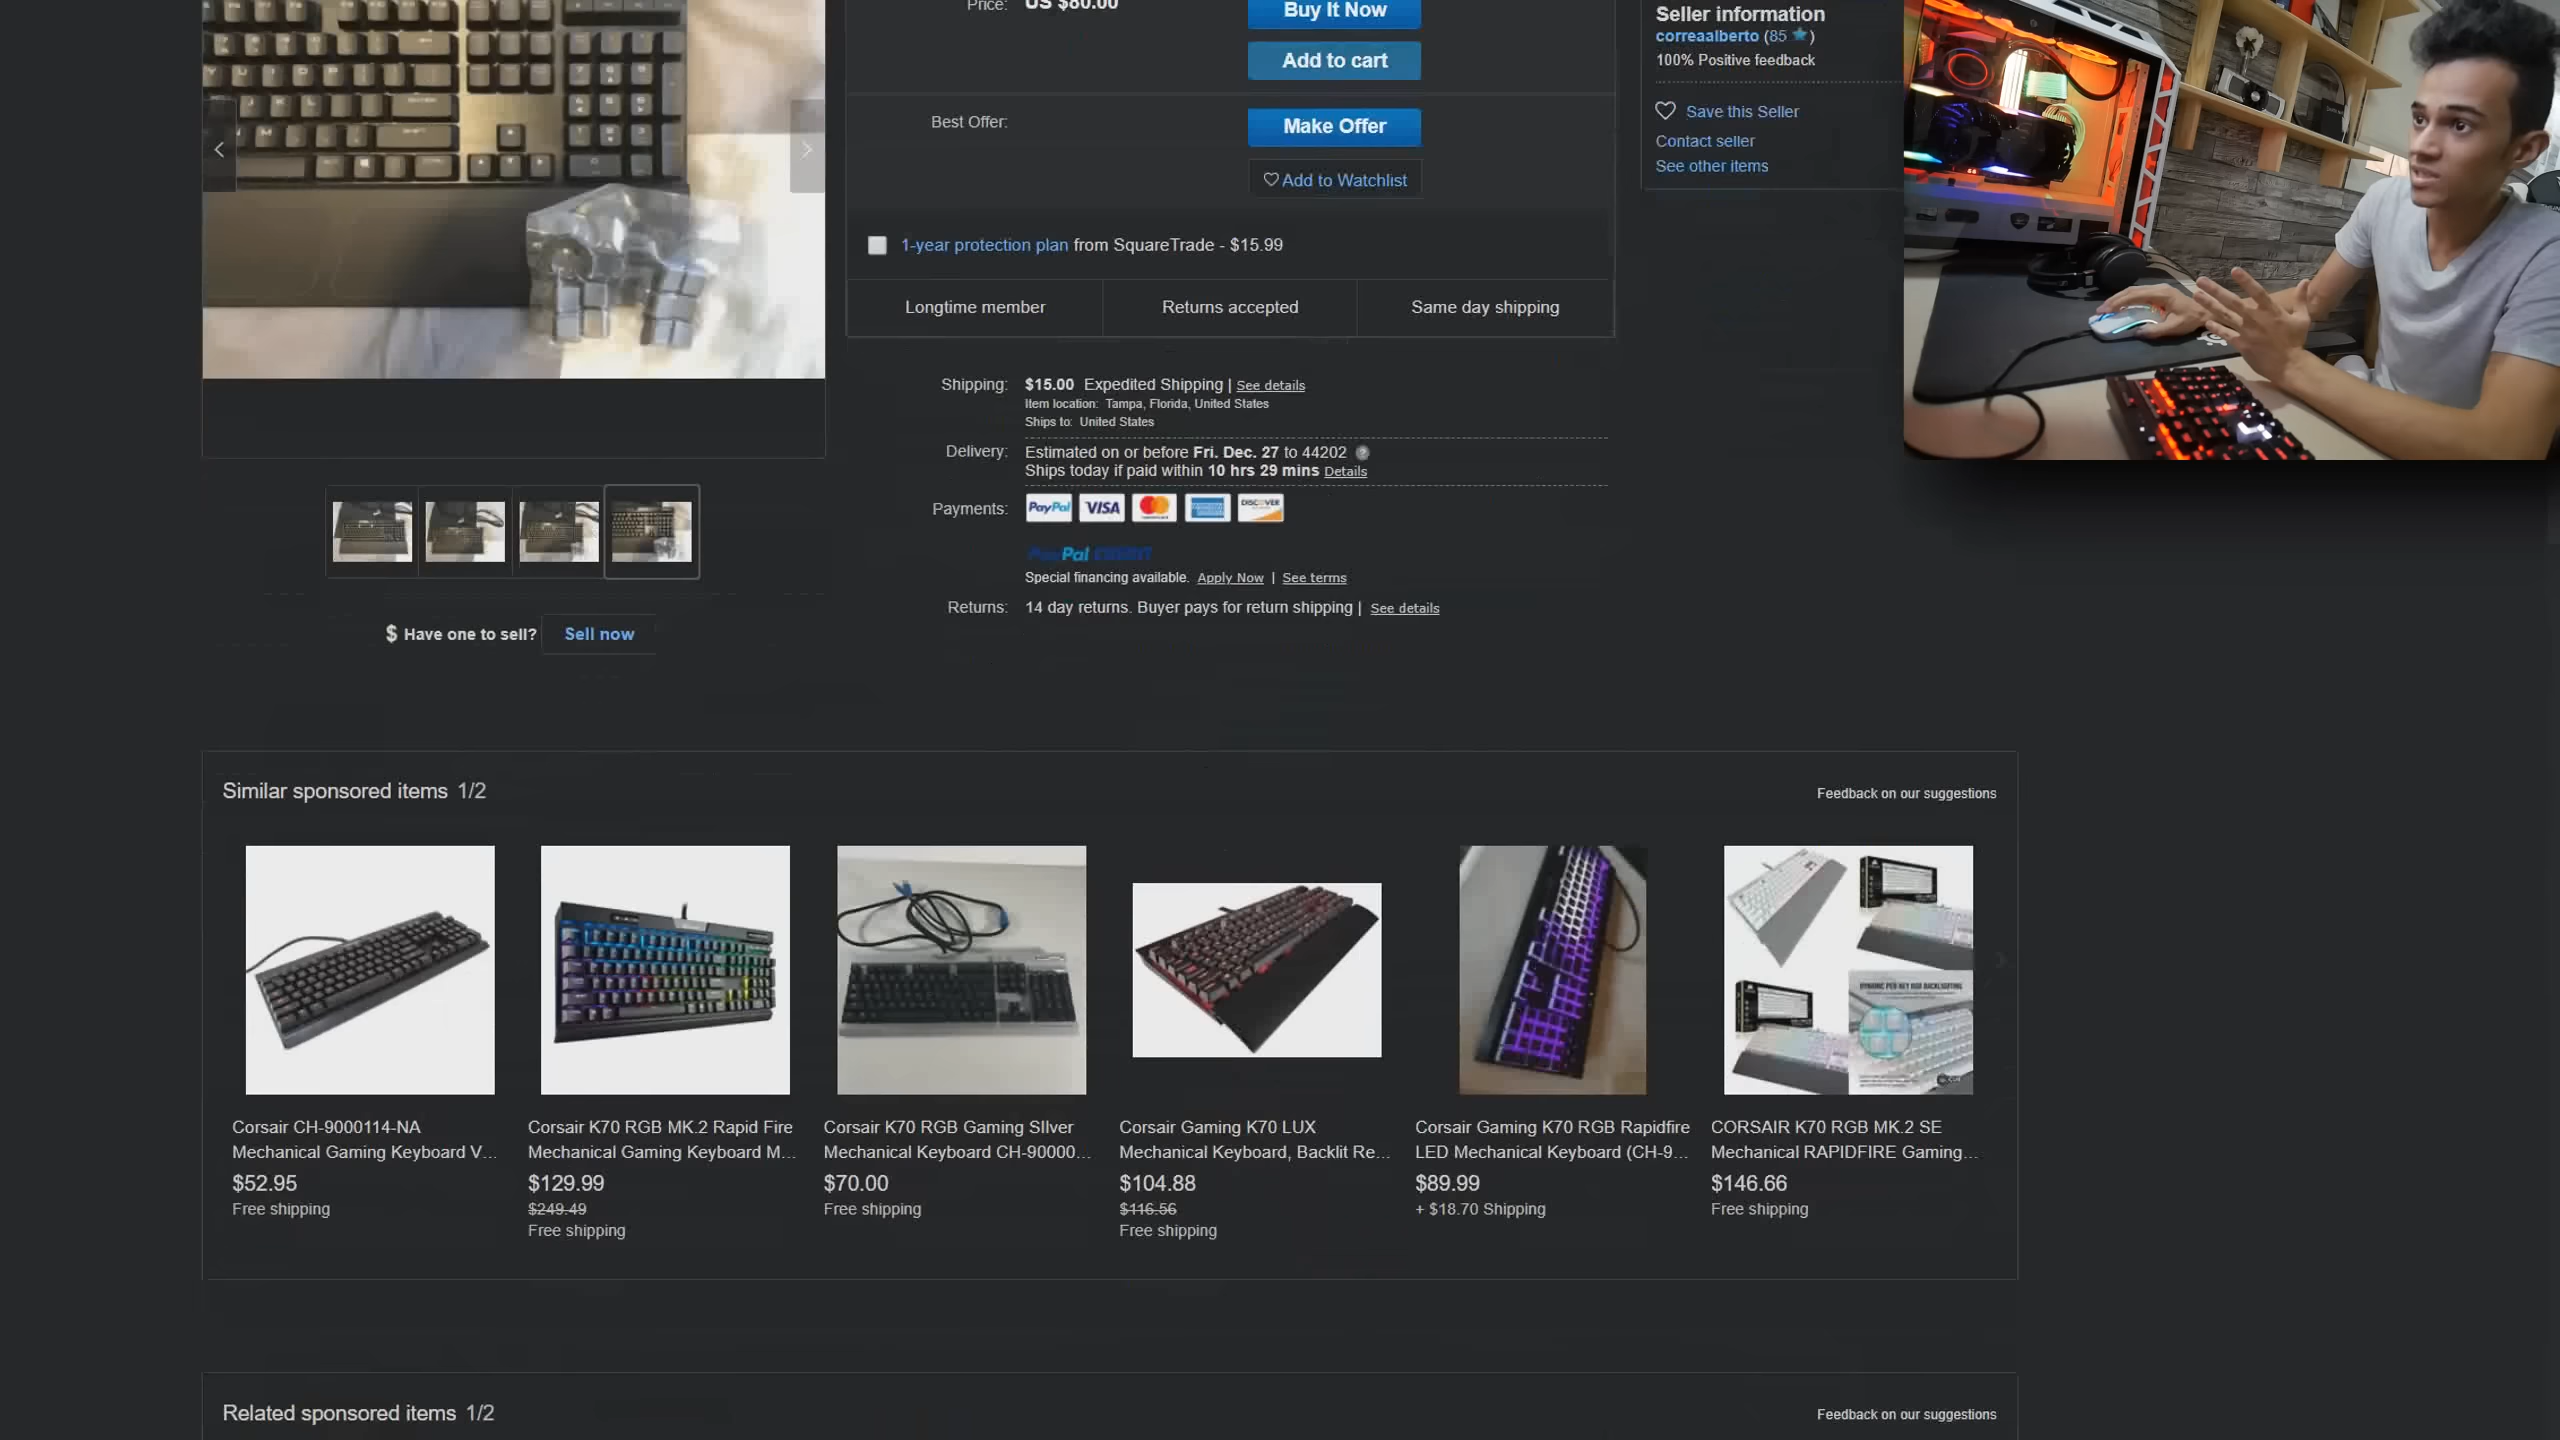 Price: US $80.00
Buy It Now
Add to cart
Best Offer:
Make Offer
Add to Watchlist
1-year protection plan from SquareTrade - $15.99
Longtime member
Returns accepted
Same day shipping
Seller information
correaalberto (85)
100% Positive feedback
Save this Seller
Contact seller
See other items
Shipping: $15.00 Expedited Shipping | See details
Item location: Tampa, Florida, United States
Ships to: United States
Delivery: Estimated on or before Fri. Dec. 27 to 44202
Ships today if paid within 10 hrs 29 mins Details
Payments: PayPal VISA DISCOVER
PayPal CREDIT
Special financing available. Apply Now | See terms
Returns: 14 day returns. Buyer pays for return shipping | See details
$ Have one to sell? Sell now
Similar sponsored items 1/2
Feedback on our suggestions
Corsair CH-9000114-NA
Mechanical Gaming Keyboard V...
$52.95
Free shipping
Corsair K70 RGB MK.2 Rapid Fire
Mechanical Gaming Keyboard M...
$129.99
$249.49
Free shipping
Corsair K70 RGB Gaming SIlver
Mechanical Keyboard CH-90000...
$70.00
Free shipping
Corsair Gaming K70 LUX
Mechanical Keyboard, Backlit Re...
$104.88
$116.56
Free shipping
Corsair Gaming K70 RGB Rapidfire
LED Mechanical Keyboard (CH-9...
$89.99
+ $18.70 Shipping
DYNAMIC PER-KEY RGB BACKLIGHTING
CORSAIR K70 RGB MK.2 SE
Mechanical RAPIDFIRE Gaming...
$146.66
Free shipping
Related sponsored items 1/2
Feedback on our suggestions